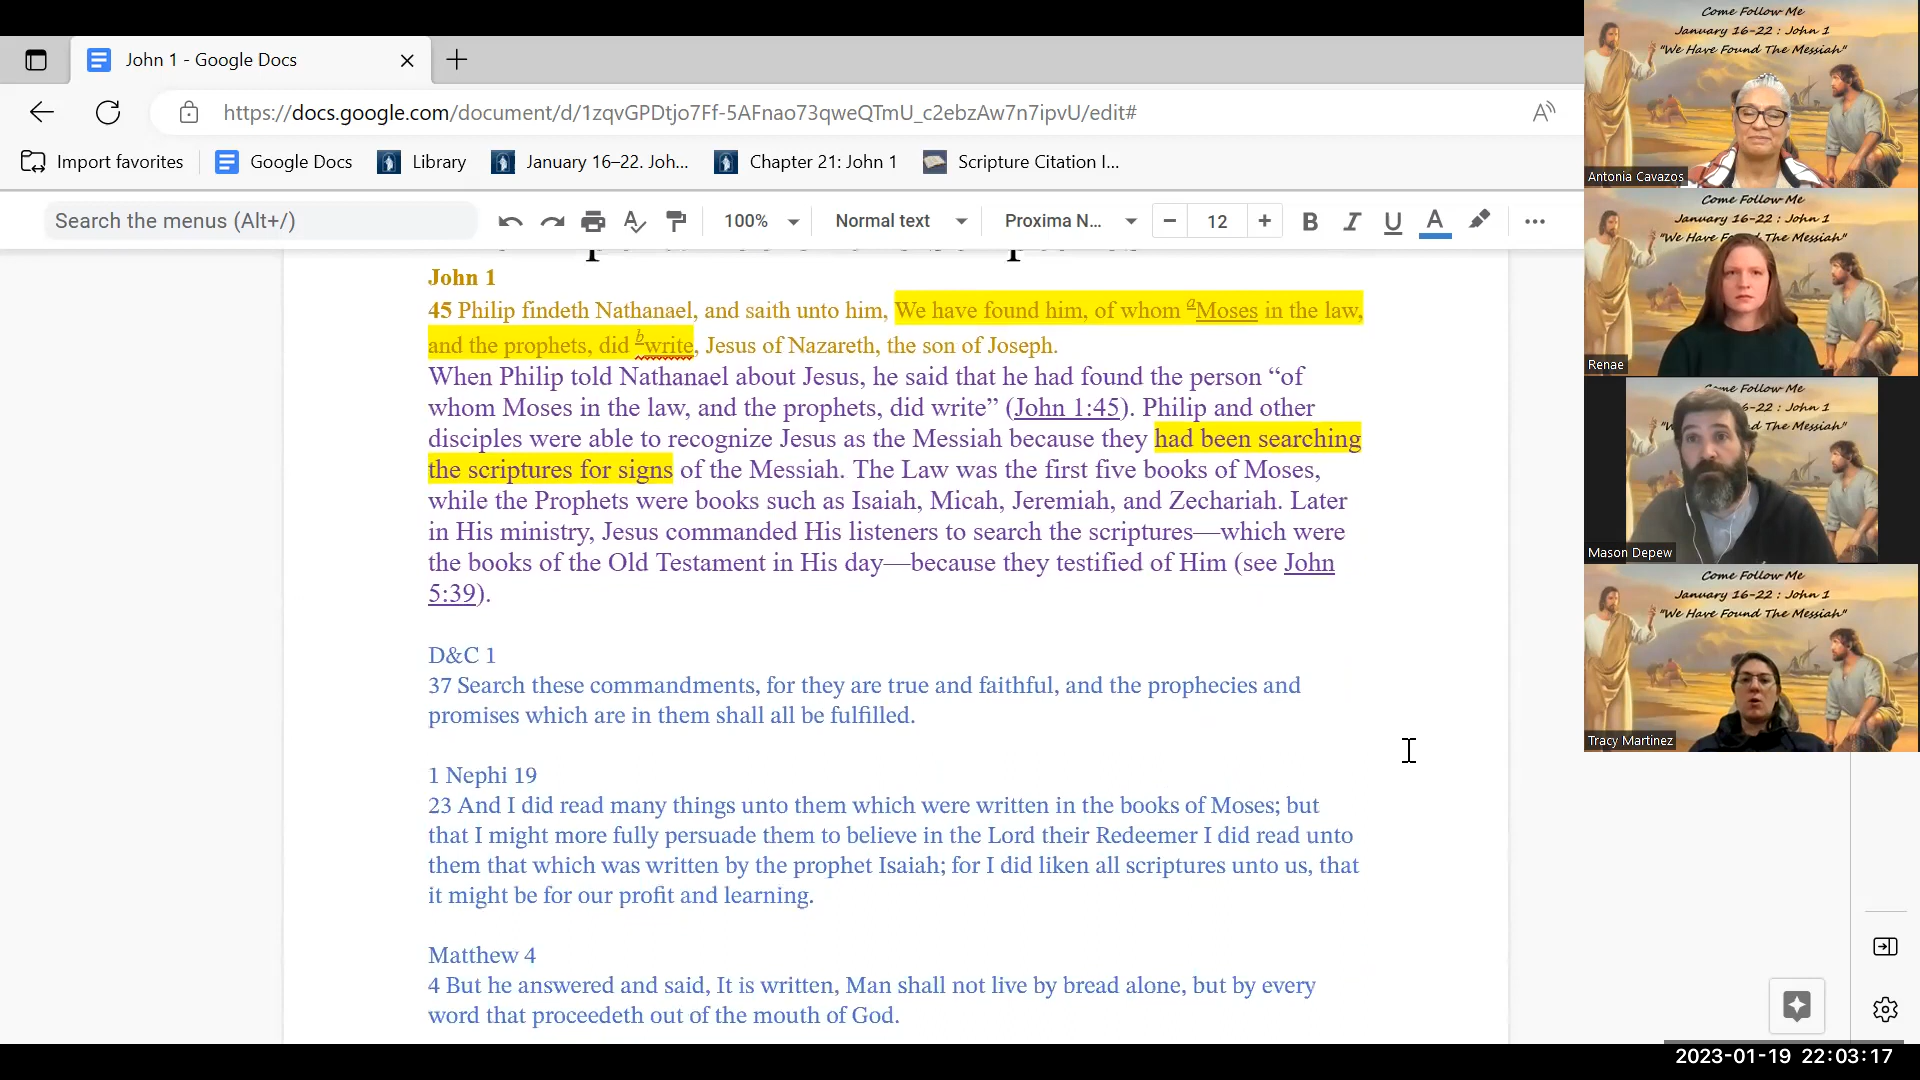 John 1 - Google Docs
https://docs.google.com/document/d/1zqvGPDtjo7Ff-5AFnao73qweQTmU_c2ebzAw7n7ipvU/edit#
Import favorites Google Docs Library January 16–22. Joh... Chapter 21: John 1 Scripture Citation I...
Search the menus (Alt+/) 100% Normal text Proxima N... 12 B I U A
John 1
45 Philip findeth Nathanael, and saith unto him, We have found him, of whom aMoses in the law,
and the prophets, did bwrite, Jesus of Nazareth, the son of Joseph.
When Philip told Nathanael about Jesus, he said that he had found the person “of
whom Moses in the law, and the prophets, did write” (John 1:45). Philip and other
disciples were able to recognize Jesus as the Messiah because they had been searching
the scriptures for signs of the Messiah. The Law was the first five books of Moses,
while the Prophets were books such as Isaiah, Micah, Jeremiah, and Zechariah. Later
in His ministry, Jesus commanded His listeners to search the scriptures—which were
the books of the Old Testament in His day—because they testified of Him (see John
5:39).
D&C 1
37 Search these commandments, for they are true and faithful, and the prophecies and
promises which are in them shall all be fulfilled.
1 Nephi 19
23 And I did read many things unto them which were written in the books of Moses; but
that I might more fully persuade them to believe in the Lord their Redeemer I did read unto
them that which was written by the prophet Isaiah; for I did liken all scriptures unto us, that
it might be for our profit and learning.
Matthew 4
4 But he answered and said, It is written, Man shall not live by bread alone, but by every
word that proceedeth out of the mouth of God.
Come Follow Me
January 16-22 : John 1
"We Have Found The Messiah"
Antonia Cavazos
Come Follow Me
January 16-22 : John 1
"We Have Found The Messiah"
Renae
Come Follow Me
6-22 : John 1
d The Messiah"
Mason Depew
Come Follow Me
January 16-22 : John 1
"We Have Found The Messiah"
Tracy Martinez
2023-01-19 22:03:17